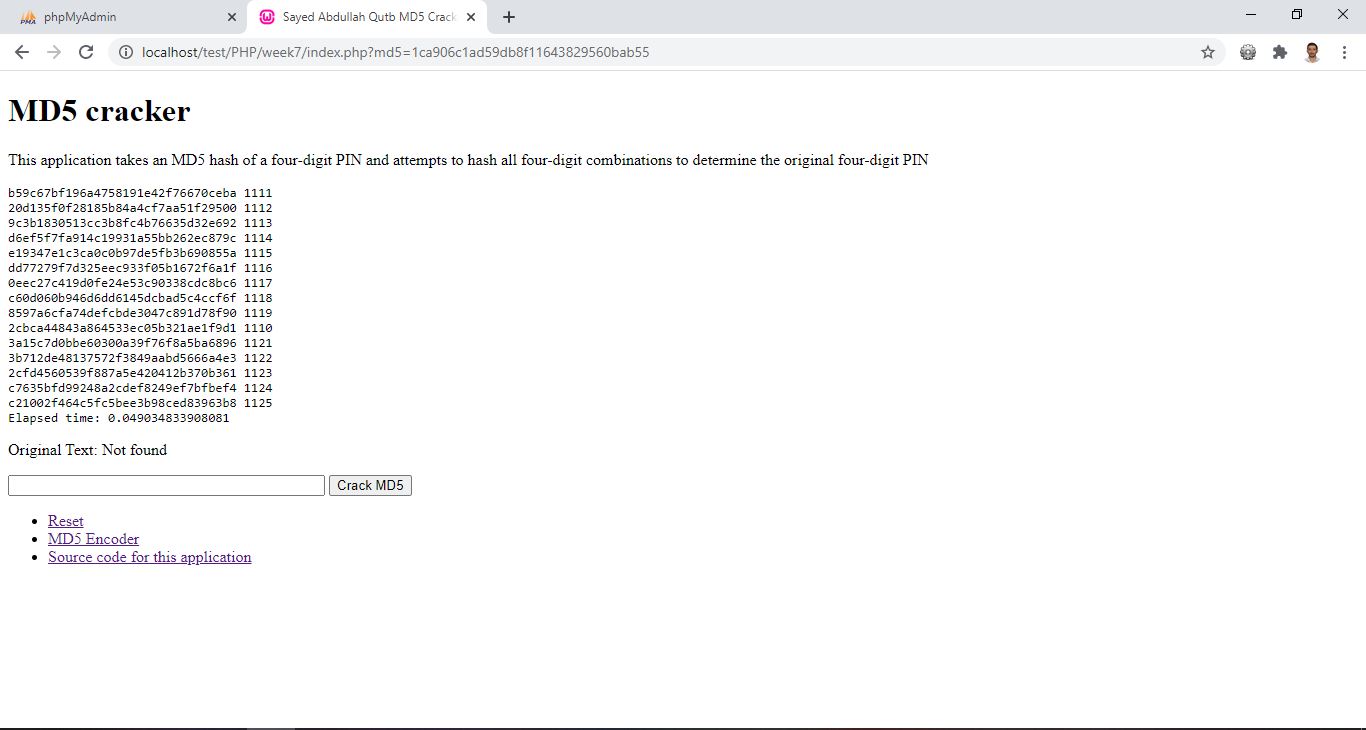 phpMyAdmin
Sayed Abdullah Qutb MD5 Crack
localhost/test/PHP/week7/index.php?md5=1ca906c1ad59db8f11643829560bab55
MD5 cracker
This application takes an MD5 hash of a four-digit PIN and attempts to hash all four-digit combinations to determine the original four-digit PIN
b59c67bf196a4758191e42f76670ceba 1111
20d135f0f28185b84a4cf7aa51f29500 1112
9c3b1830513cc3b8fc4b76635d32e692 1113
d6ef5f7fa914c19931a55bb262ec879c 1114
e19347e1c3ca0c0b97de5fb3b690855a 1115
dd77279f7d325eec933f05b1672f6a1f 1116
0eec27c419d0fe24e53c90338cdc8bc6 1117
c60d060b946d6dd6145dcbad5c4ccf6f 1118
8597a6cfa74defcbde3047c891d78f90 1119
2cbca44843a864533ec05b321ae1f9d1 1110
3a15c7d0bbe60300a39f76f8a5ba6896 1121
3b712de48137572f3849aabd5666a4e3 1122
2cfd4560539f887a5e420412b370b361 1123
c7635bfd99248a2cdef8249ef7bfbef4 1124
c21002f464c5fc5bee3b98ced83963b8 1125
Elapsed time: 0.049034833908081
Original Text: Not found
Crack MD5
Reset
MD5 Encoder
Source code for this application